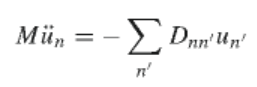 $M\ddot{u}_n = -\sum_{n'} D_{nn'} u_{n'}$